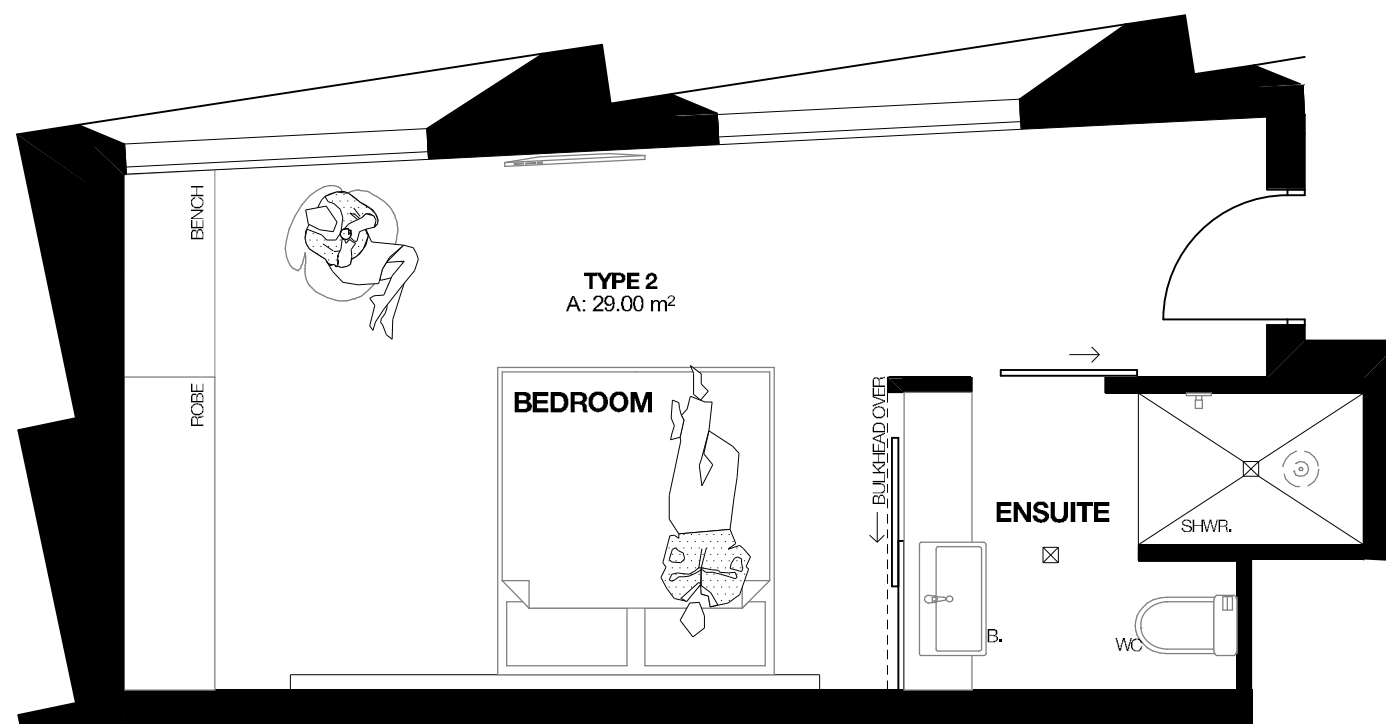 BENCH
TYPE 2
A: 29.00 m²
ROBE
BEDROOM
BULKHEAD OVER
ENSUITE
SHWR.
B.
WC